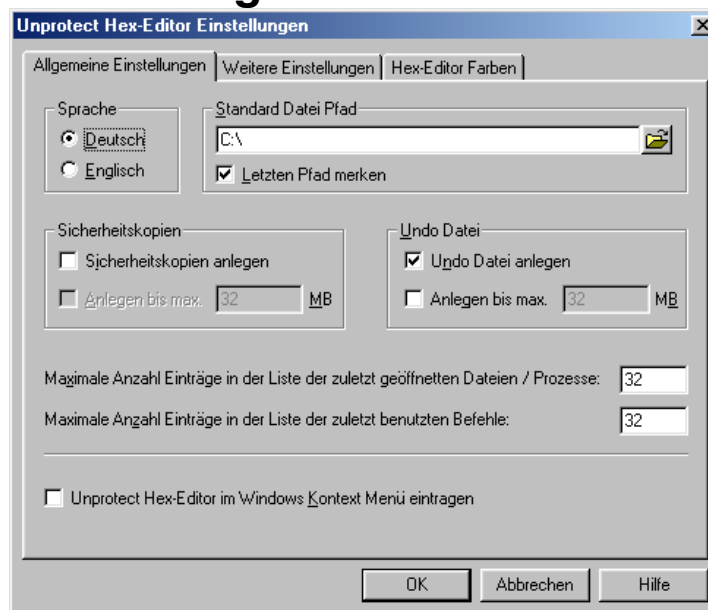 Unprotect Hex-Editor Einstellungen
Allgemeine Einstellungen Weitere Einstellungen Hex-Editor Farben
Sprache
Deutsch
Englisch
Standard Datei Pfad
C:\
Letzten Pfad merken
Sicherheitskopien
Sicherheitskopien anlegen
Anlegen bis max. 32 MB
Undo Datei
Undo Datei anlegen
Anlegen bis max. 32 MB
Maximale Anzahl Einträge in der Liste der zuletzt geöffnetten Dateien / Prozesse: 32
Maximale Anzahl Einträge in der Liste der zuletzt benutzten Befehle: 32
Unprotect Hex-Editor im Windows Kontext Menü eintragen
OK Abbrechen Hilfe